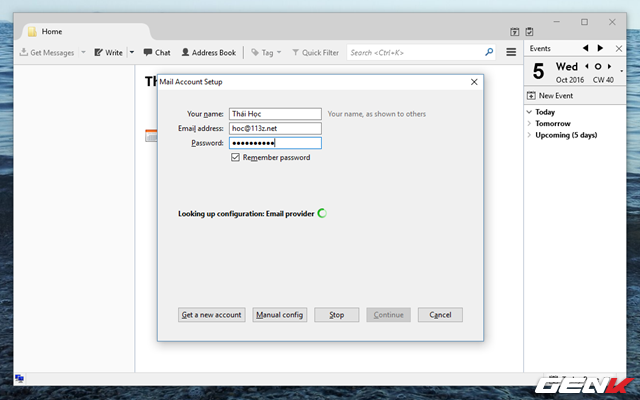 Home
Get Messages
Write
Chat
Address Book
Tag
Quick Filter
Search <Ctrl+K>
Events
5
Wed
Oct 2016
CW 40
New Event
Today
Tomorrow
Upcoming (5 days)
Th
Mail Account Setup
Your name:
Thái Học
Your name, as shown to others
Email address:
hoc@113z.net
Password:
Remember password
Looking up configuration: Email provider
Get a new account
Manual config
Stop
Continue
Cancel
GENK